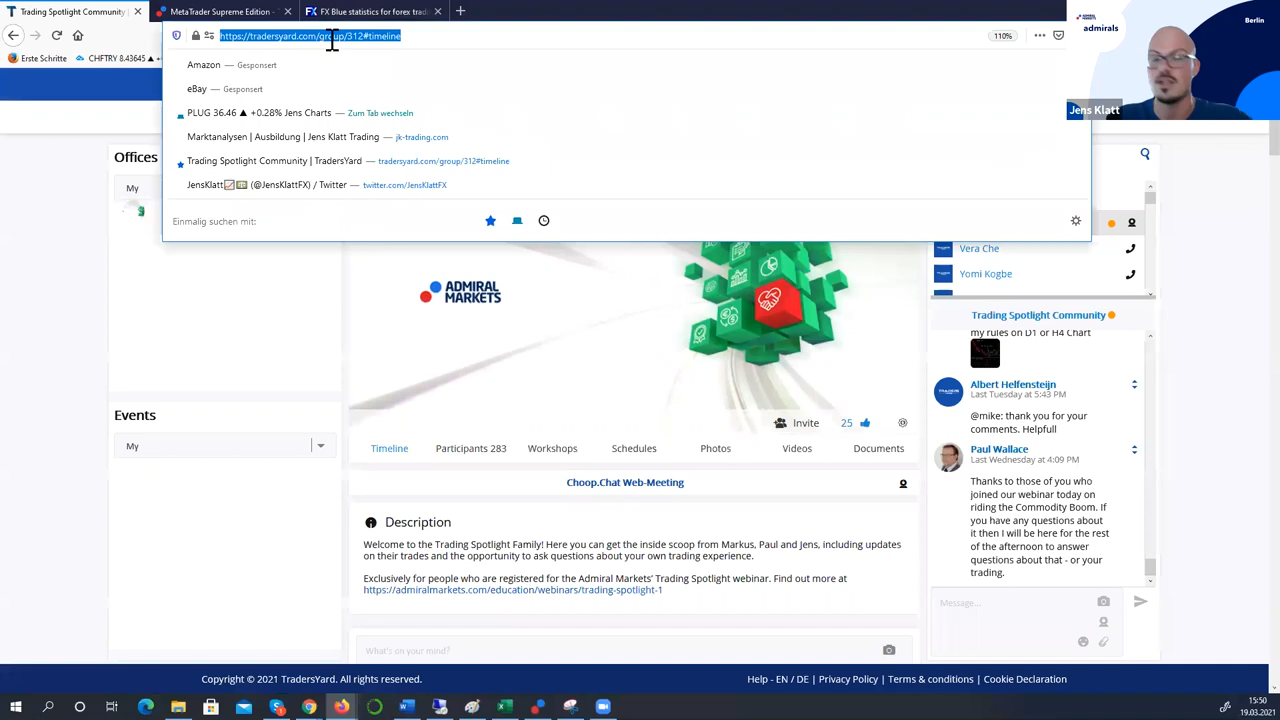 Trading Spotlight Community | T
MetaTrader Supreme Edition -
FX Blue statistics for forex trad
https://tradersyard.com/group/312#timeline
110%
Erste Schritte
CHFTRY 8.43645 ▲ +0
Amazon — Gesponsert
eBay — Gesponsert
PLUG 36.46 ▲ +0.28% Jens Charts — Zum Tab wechseln
Marktanalysen | Ausbildung | Jens Klatt Trading — jk-trading.com
Trading Spotlight Community | TradersYard — tradersyard.com/group/312#timeline
JensKlatt📈💵 (@JensKlattFX) / Twitter — twitter.com/JensKlattFX
Einmalig suchen mit:
admirals
Berlin
Jens Klatt
Offices
My
Events
My
ADMIRAL
MARKETS
Invite
25
Timeline
Participants 283
Workshops
Schedules
Photos
Videos
Documents
Choop.Chat Web-Meeting
Description
Welcome to the Trading Spotlight Family! Here you can get the inside scoop from Markus, Paul and Jens, including updates
on their trades and the opportunity to ask questions about your own trading experience.
Exclusively for people who are registered for the Admiral Markets' Trading Spotlight webinar. Find out more at
https://admiralmarkets.com/education/webinars/trading-spotlight-1
What's on your mind?
Vera Che
Yomi Kogbe
Trading Spotlight Community
my rules on D1 or H4 Chart
Albert Helfensteijn
Last Tuesday at 5:43 PM
@mike: thank you for your
comments. Helpfull
Paul Wallace
Last Wednesday at 4:09 PM
Thanks to those of you who
joined our webinar today on
riding the Commodity Boom. If
you have any questions about
it then I will be here for the rest
of the afternoon to answer
questions about that - or your
trading.
Message...
Copyright © 2021 TradersYard. All rights reserved.
Help - EN / DE | Privacy Policy | Terms & conditions | Cookie Declaration
15:50
19.03.2021